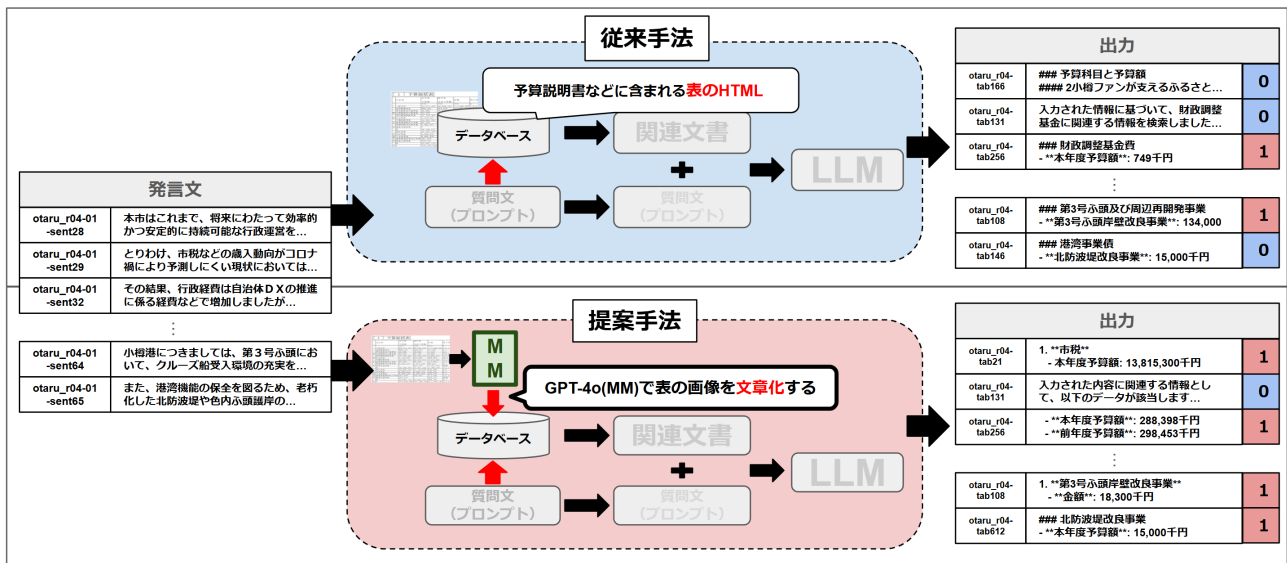 発言文
otaru_r04-01
-sent28
本市はこれまで、将来にわたって効率的
かつ安定的に持続可能な行政運営を…
otaru_r04-01
-sent29
とりわけ、市税などの歳入動向がコロナ
禍により予測しにくい現状においては…
otaru_r04-01
-sent32
その結果、行政経費は自治体DXの推進
に係る経費などで増加しましたが…
⋮
otaru_r04-01
-sent64
小樽港につきましては、第3号ふ頭にお
いて、クルーズ船受入環境の充実を…
otaru_r04-01
-sent65
また、港湾機能の保全を図るため、老朽
化した北防波堤や色内ふ頭護岸の…
従来手法
予算説明書などに含まれる表のHTML
データベース
関連文書
+
質問文
(プロンプト)
質問文
(プロンプト)
LLM
出力
otaru_r04-
tab166
### 予算科目と予算額
#### 2小樽ファンが支えるふるさと…
0
otaru_r04-
tab131
入力された情報に基づいて、財政調整
基金に関連する情報を検索しました…
0
otaru_r04-
tab256
### 財政調整基金費
- **本年度予算額**: 749千円
1
⋮
otaru_r04-
tab108
### 第3号ふ頭及び周辺再開発事業
- **第3号ふ頭岸壁改良事業**: 134,000
1
otaru_r04-
tab146
### 港湾事業債
- **北防波堤改良事業**: 15,000千円
0
提案手法
M
M
GPT-4o(MM)で表の画像を文章化する
データベース
関連文書
+
質問文
(プロンプト)
質問文
(プロンプト)
LLM
出力
otaru_r04-
tab21
1. **市税**
- 本年度予算額: 13,815,300千円
1
otaru_r04-
tab131
入力された内容に関連する情報とし
て、以下のデータが該当します…
0
otaru_r04-
tab256
- **本年度予算額**: 288,398千円
- **前年度予算額**: 298,453千円
1
⋮
otaru_r04-
tab108
1. **第3号ふ頭岸壁改良事業**
- **金額**: 18,300千円
1
otaru_r04-
tab612
### 北防波堤改良事業
- **本年度予算額**: 15,000千円
1